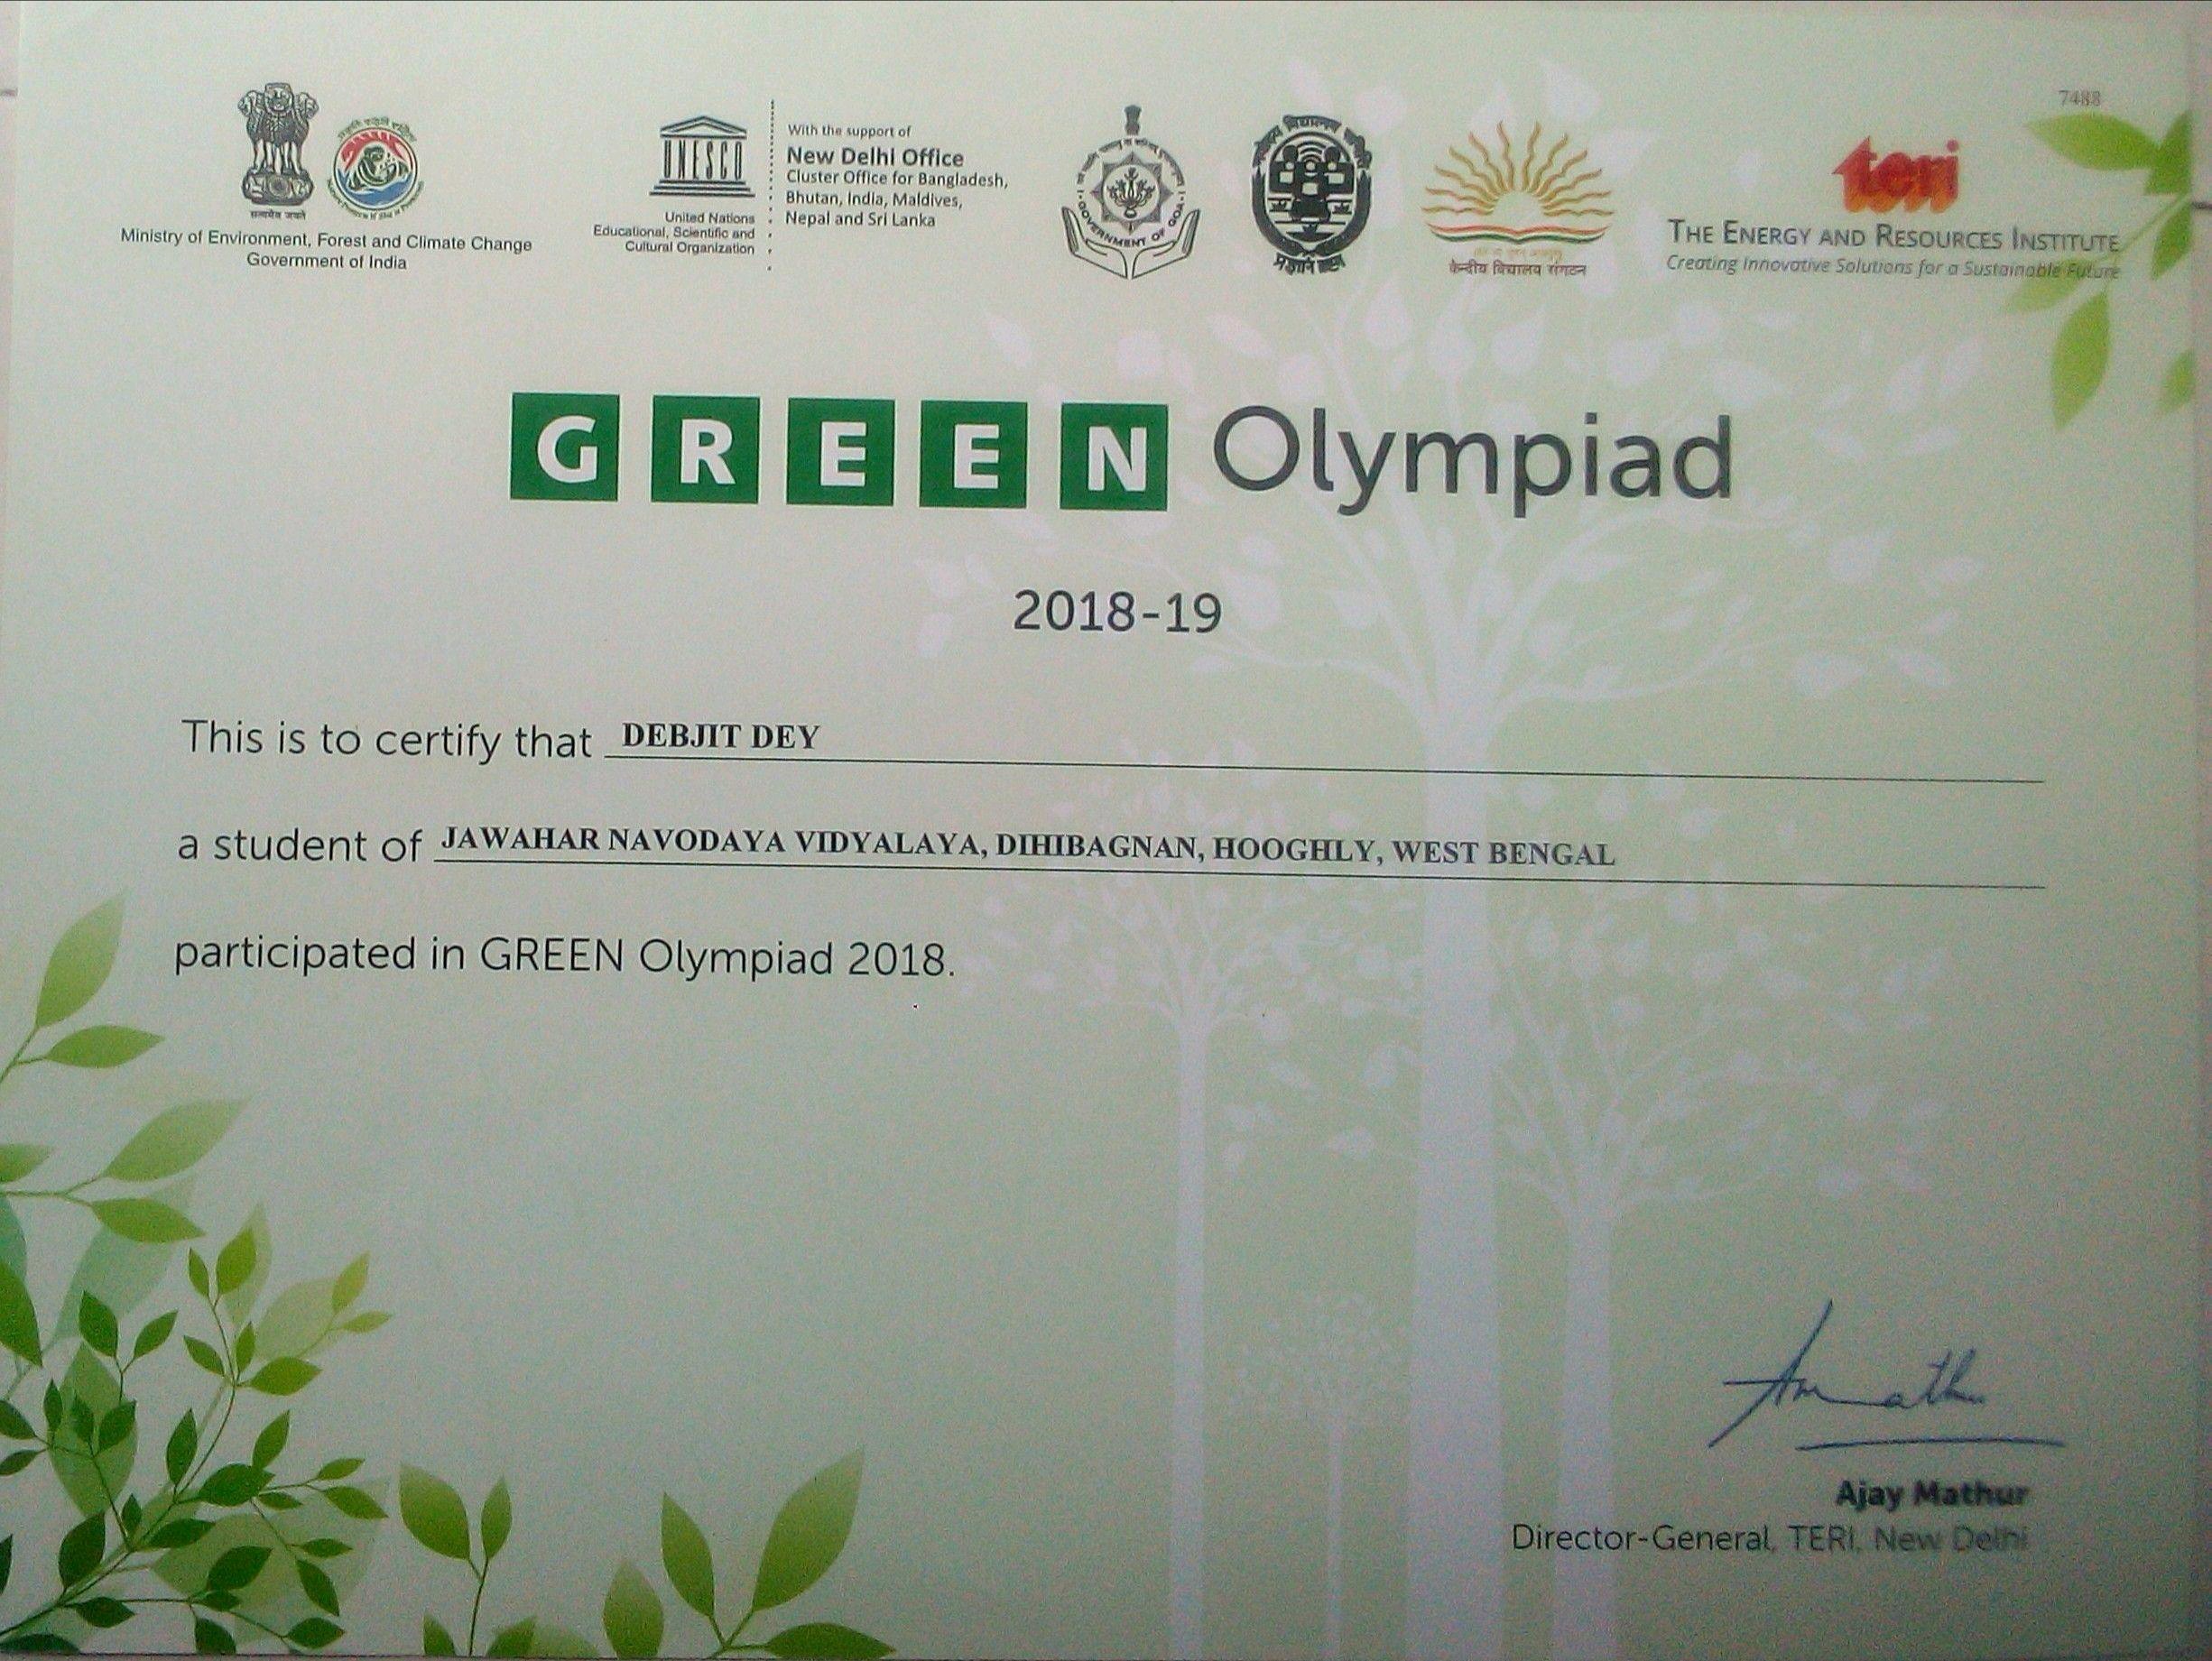 7488
सत्यमेव जयते
Ministry of Environment, Forest and Climate Change
Government of India
UNESCO
United Nations
Educational, Scientific and
Cultural Organization
With the support of
New Delhi Office
Cluster Office for Bangladesh,
Bhutan, India, Maldives,
Nepal and Sri Lanka
GOVERNMENT OF GOA
केन्द्रीय विद्यालय संगठन
teri
THE ENERGY AND RESOURCES INSTITUTE
Creating Innovative Solutions for a Sustainable Future
GREEN Olympiad
2018-19
This is to certify that DEBJIT DEY
a student of JAWAHAR NAVODAYA VIDYALAYA, DIHIBAGNAN, HOOGHLY, WEST BENGAL
participated in GREEN Olympiad 2018.
Ajay Mathur
Director-General, TERI, New Delhi